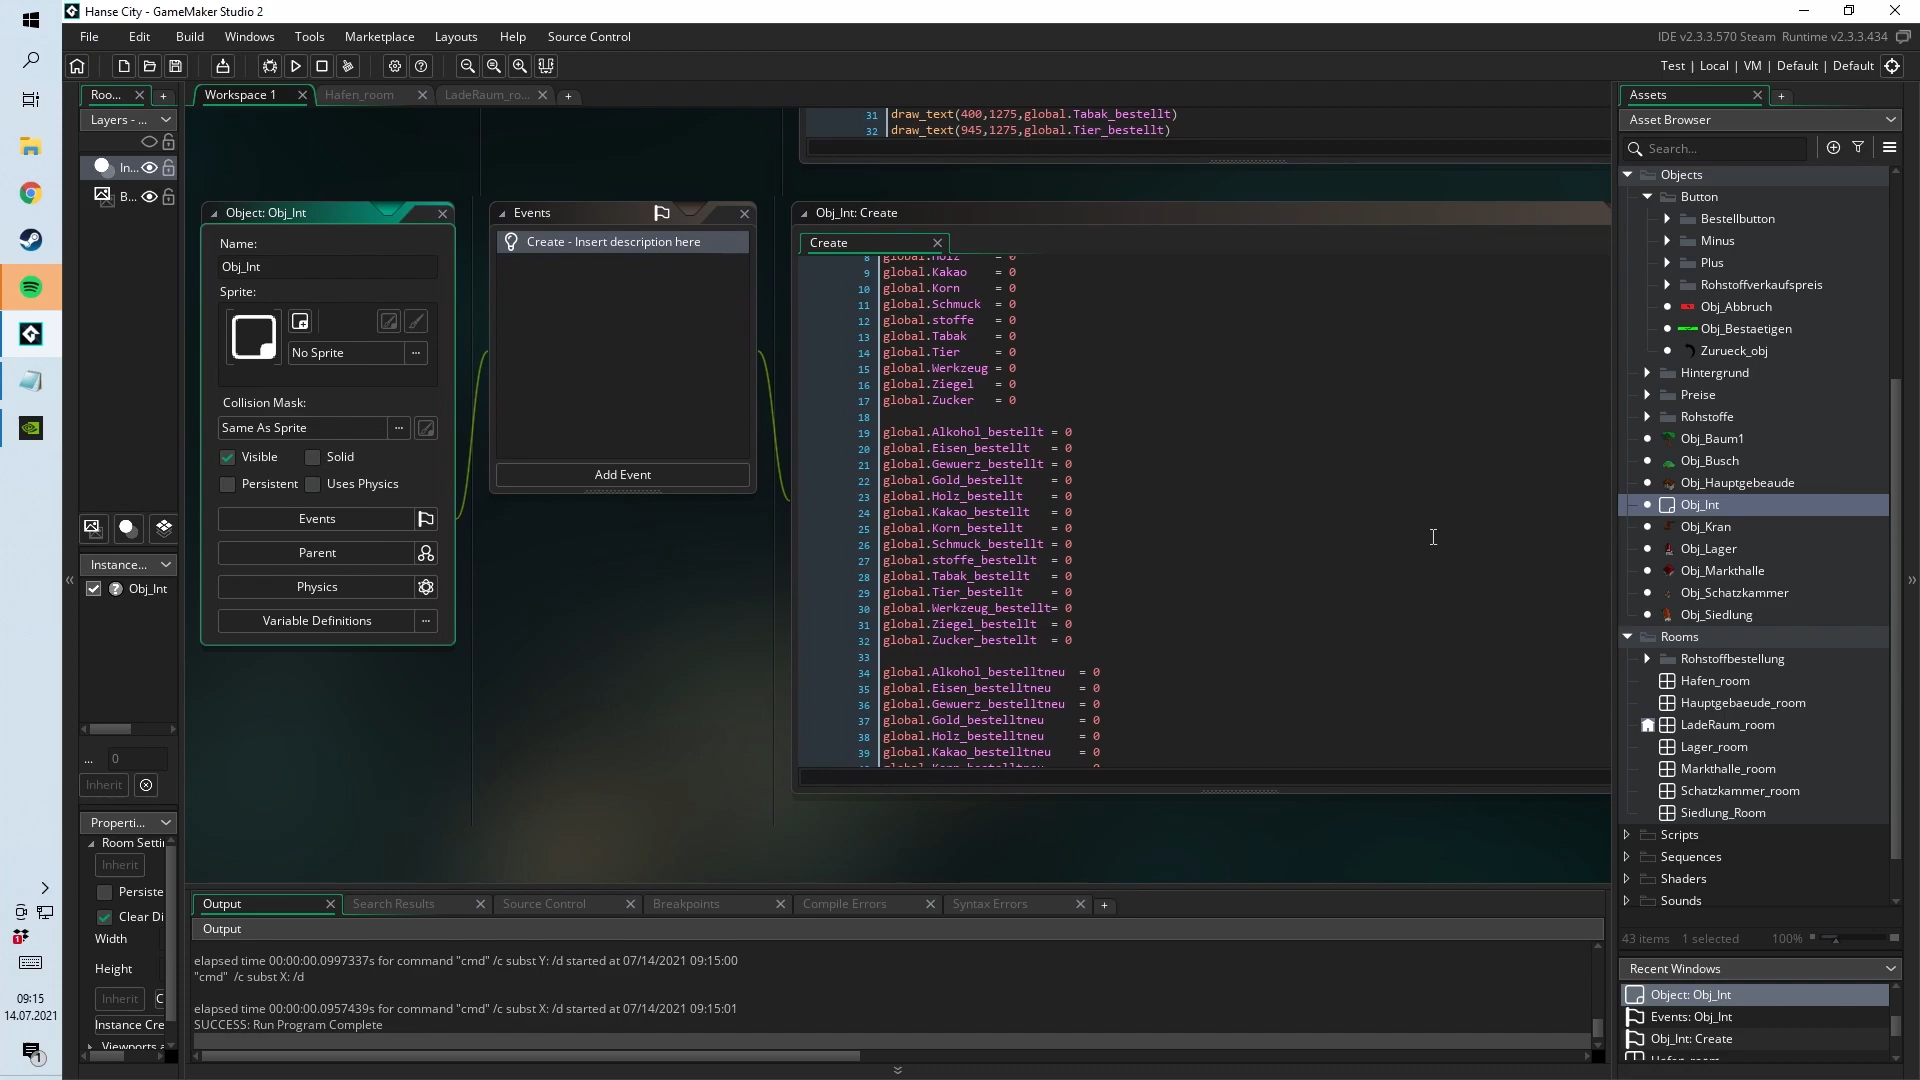 Hanse City - GameMaker Studio 2
File Edit Build Windows Tools Marketplace Layouts Help Source Control
IDE v2.3.3.570 Steam Runtime v2.3.3.434
Test | Local | VM | Default | Default
Roo...
Workspace 1
Hafen_room
LadeRaum_ro...
Layers - ...
In...
B...
31 draw_text(400,1275,global.Tabak_bestellt)
32 draw_text(945,1275,global.Tier_bestellt)
Object: Obj_Int
Name:
Obj_Int
Sprite:
No Sprite
...
Collision Mask:
Same As Sprite
...
Visible
Solid
Persistent
Uses Physics
Events
Parent
Physics
Variable Definitions
...
Events
Create - Insert description here
Add Event
Obj_Int: Create
Create
8 global.Holz = 0
9 global.Kakao = 0
10 global.Korn = 0
11 global.Schmuck = 0
12 global.stoffe = 0
13 global.Tabak = 0
14 global.Tier = 0
15 global.Werkzeug = 0
16 global.Ziegel = 0
17 global.Zucker = 0
18
19 global.Alkohol_bestellt = 0
20 global.Eisen_bestellt = 0
21 global.Gewuerz_bestellt = 0
22 global.Gold_bestellt = 0
23 global.Holz_bestellt = 0
24 global.Kakao_bestellt = 0
25 global.Korn_bestellt = 0
26 global.Schmuck_bestellt = 0
27 global.stoffe_bestellt = 0
28 global.Tabak_bestellt = 0
29 global.Tier_bestellt = 0
30 global.Werkzeug_bestellt= 0
31 global.Ziegel_bestellt = 0
32 global.Zucker_bestellt = 0
33
34 global.Alkohol_bestelltneu = 0
35 global.Eisen_bestelltneu = 0
36 global.Gewuerz_bestelltneu = 0
37 global.Gold_bestelltneu = 0
38 global.Holz_bestelltneu = 0
39 global.Kakao_bestelltneu = 0
Instance...
Obj_Int
... 0
Inherit
Properti...
Room Setti
Inherit
Persiste
Clear Di
Width
Height
Inherit
Instance Cre
Viewports a
Output
Search Results
Source Control
Breakpoints
Compile Errors
Syntax Errors
Output
elapsed time 00:00:00.0997337s for command "cmd" /c subst Y: /d started at 07/14/2021 09:15:00
"cmd" /c subst X: /d
elapsed time 00:00:00.0957439s for command "cmd" /c subst X: /d started at 07/14/2021 09:15:01
SUCCESS: Run Program Complete
Assets
Asset Browser
Search...
Objects
Button
Bestellbutton
Minus
Plus
Rohstoffverkaufspreis
Obj_Abbruch
Obj_Bestaetigen
Zurueck_obj
Hintergrund
Preise
Rohstoffe
Obj_Baum1
Obj_Busch
Obj_Hauptgebeaude
Obj_Int
Obj_Kran
Obj_Lager
Obj_Markthalle
Obj_Schatzkammer
Obj_Siedlung
Rooms
Rohstoffbestellung
Hafen_room
Hauptgebaeude_room
LadeRaum_room
Lager_room
Markthalle_room
Schatzkammer_room
Siedlung_Room
Scripts
Sequences
Shaders
Sounds
43 items 1 selected 100%
Recent Windows
Object: Obj_Int
Events: Obj_Int
Obj_Int: Create
09:15
14.07.2021
1
1